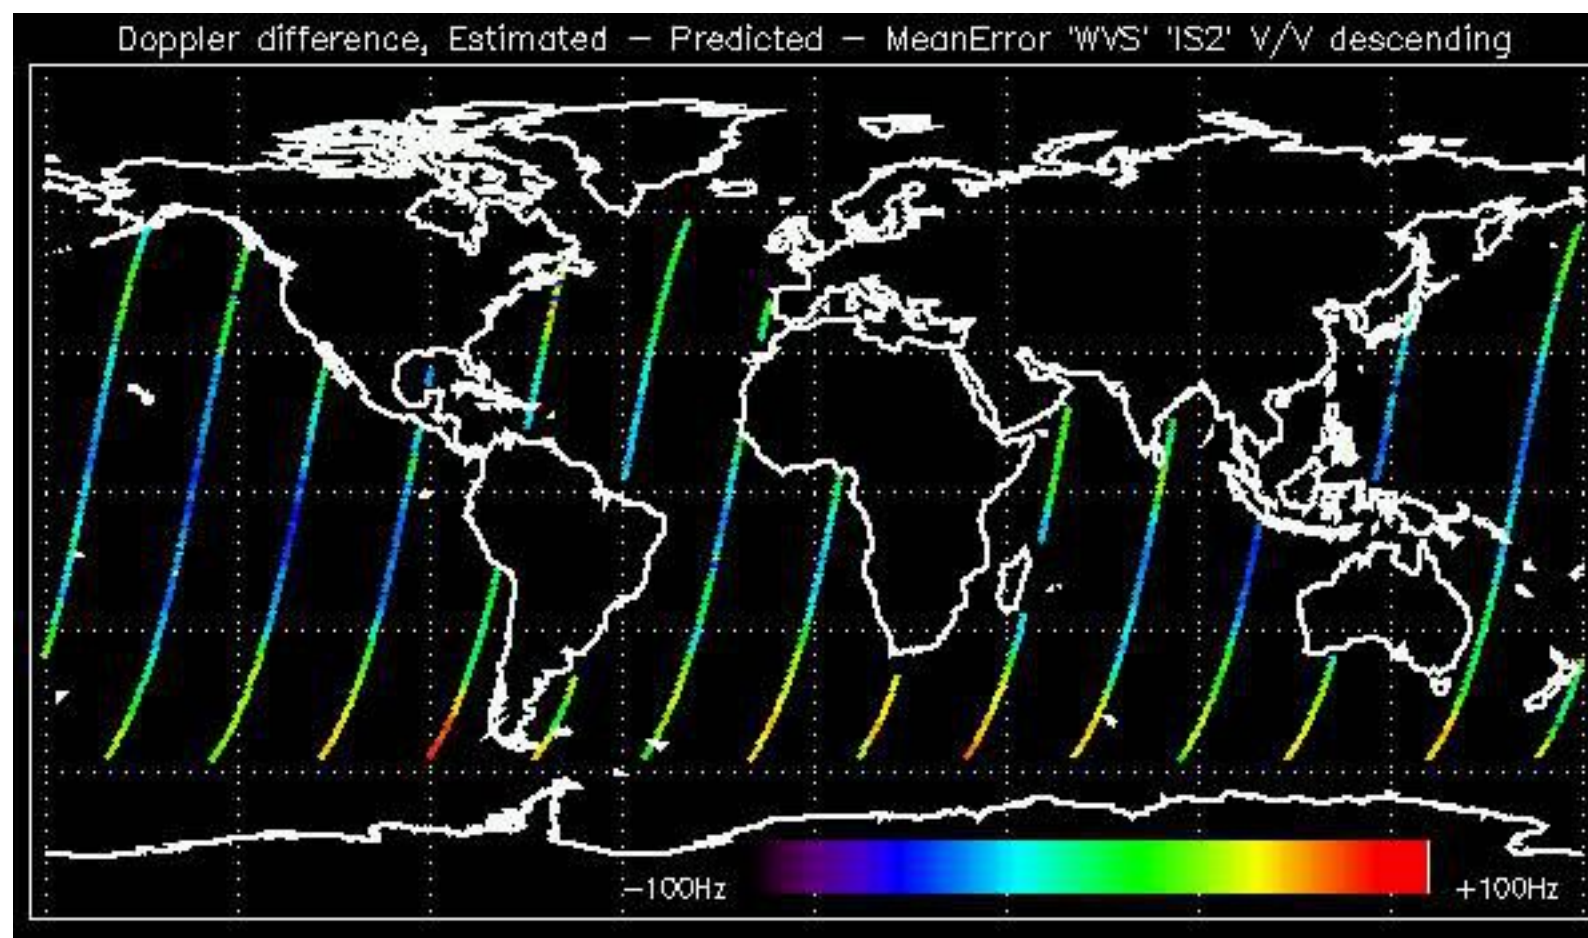 Doppler difference, Estimated – Predicted – MeanError 'WVS' 'IS2' V/V descending
–100Hz +100Hz